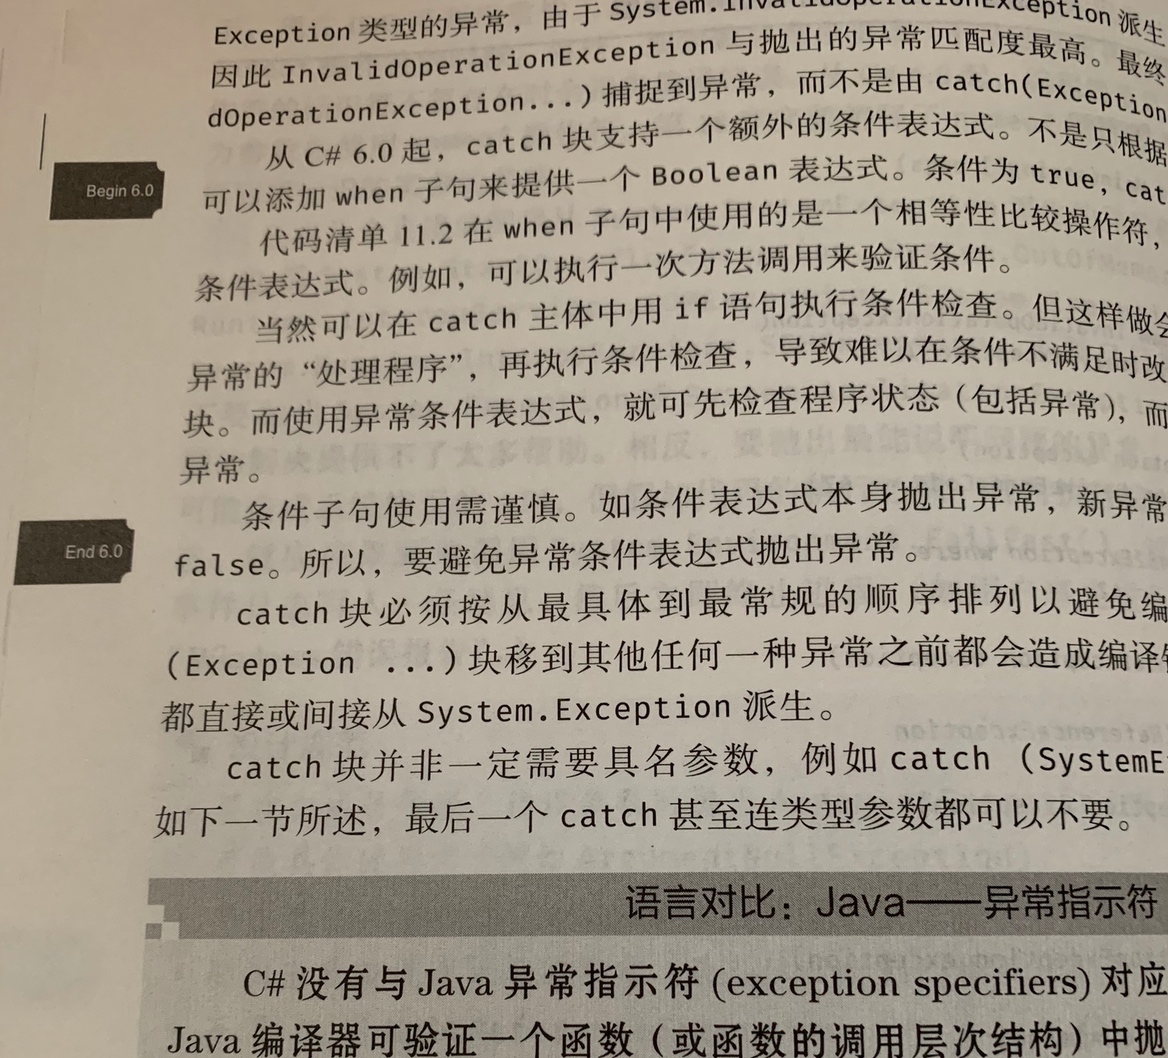 Exception 类型的异常，由于 System.InvalidOperationException 派生
因此 InvalidOperationException 与抛出的异常匹配度最高。最终
dOperationException...) 捕捉到异常，而不是由 catch(Exception
从 C# 6.0 起，catch 块支持一个额外的条件表达式。不是只根据
Begin 6.0
可以添加 when 子句来提供一个 Boolean 表达式。条件为 true，cat
代码清单 11.2 在 when 子句中使用的是一个相等性比较操作符，
条件表达式。例如，可以执行一次方法调用来验证条件。
当然可以在 catch 主体中用 if 语句执行条件检查。但这样做会
异常的“处理程序”，再执行条件检查，导致难以在条件不满足时改
块。而使用异常条件表达式，就可先检查程序状态（包括异常），而
异常。
条件子句使用需谨慎。如条件表达式本身抛出异常，新异常
End 6.0
false。所以，要避免异常条件表达式抛出异常。
catch 块必须按从最具体到最常规的顺序排列以避免编
(Exception ...) 块移到其他任何一种异常之前都会造成编译错
都直接或间接从 System.Exception 派生。
catch 块并非一定需要具名参数，例如 catch (SystemE
如下一节所述，最后一个 catch 甚至连类型参数都可以不要。
语言对比：Java——异常指示符
C# 没有与 Java 异常指示符 (exception specifiers) 对应
Java 编译器可验证一个函数（或函数的调用层次结构）中抛